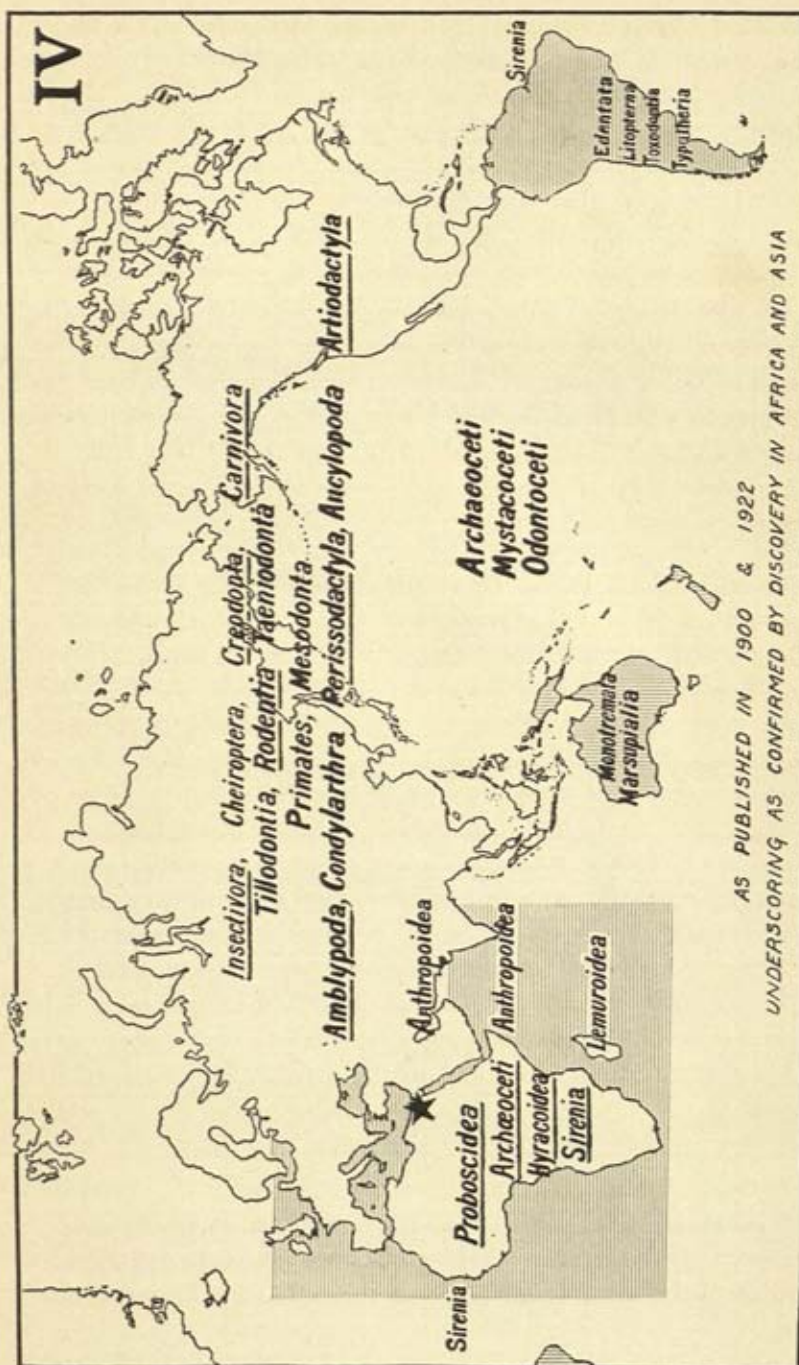 IV
Insectivora, Cheiroptera, Creodonta, Carnivora
Tillodontia, Rodentia Taeniodonta
Primates, Mesodonta
Amblypoda, Condylarthra Perissodactyla, Ancylopoda Artiodactyla
Anthropoidea
Sirenia
Proboscidea
Archæoceti
Hyracoidea
Sirenia
Anthropoidea
Lemuroidea
Monotremata
Marsupialia
Archaeoceti
Mystacoceti
Odontoceti
Sirenia
Edentata
Litopterna
Toxodontia
Typotheria
AS PUBLISHED IN 1900 & 1922
UNDERSCORING AS CONFIRMED BY DISCOVERY IN AFRICA AND ASIA